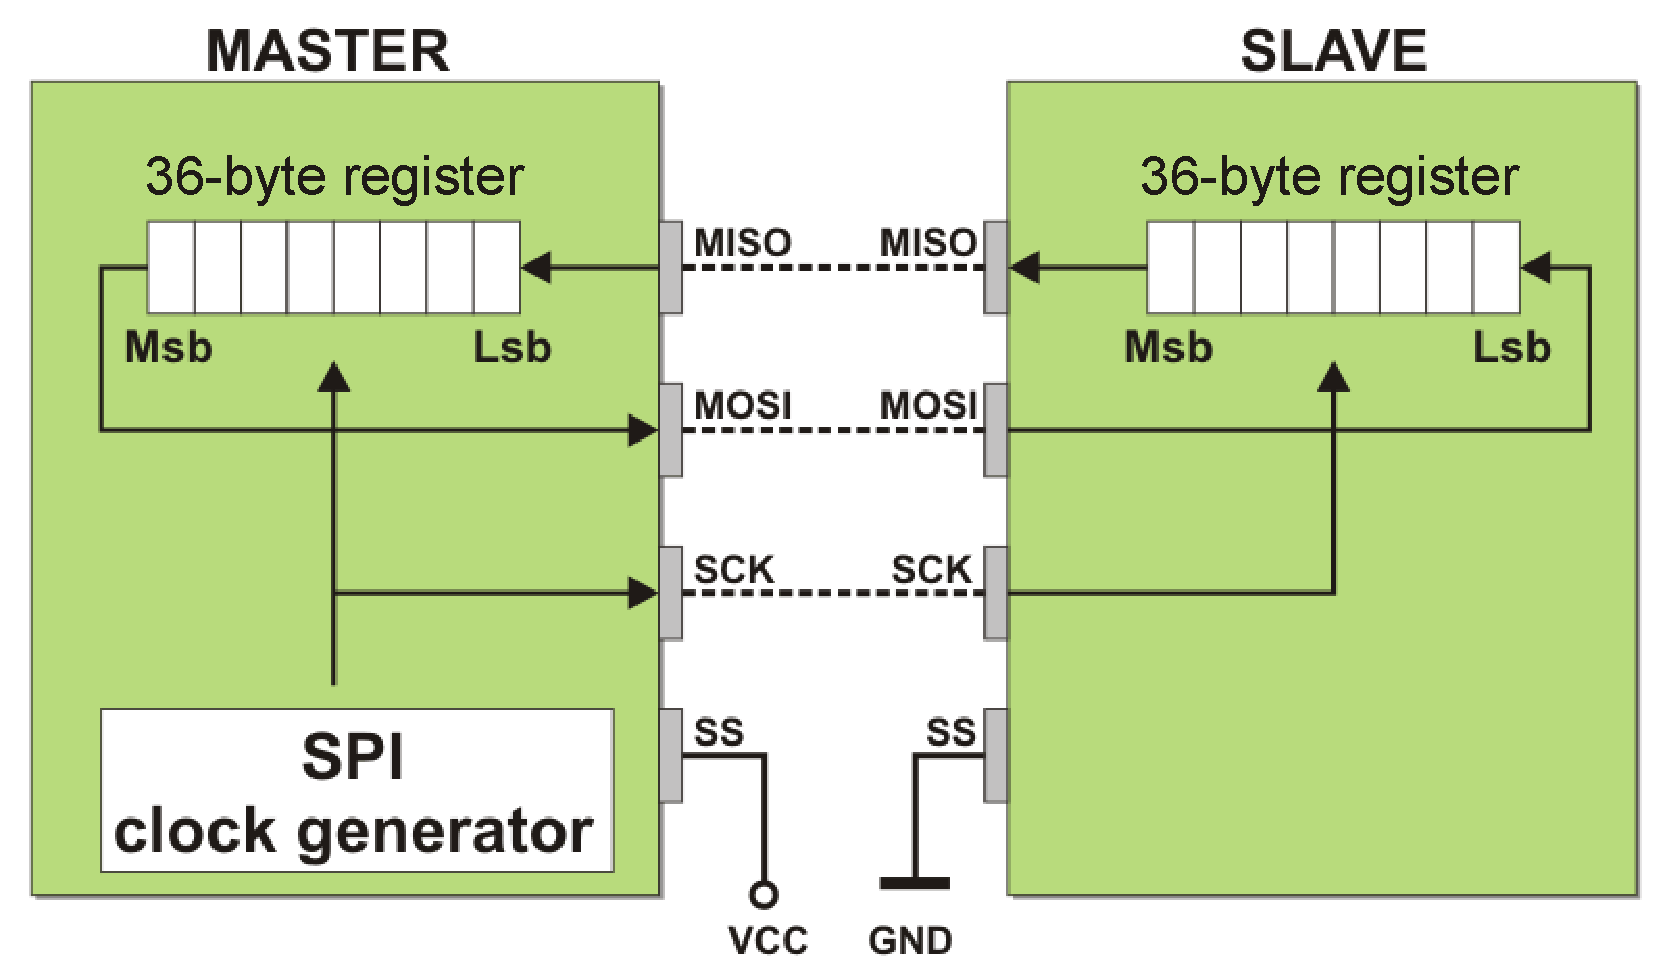 MASTER
SLAVE
36-byte register
36-byte register
MISO
MISO
Msb
Lsb
Msb
Lsb
MOSI
MOSI
SCK
SCK
SS
SS
SPI
clock generator
VCC
GND